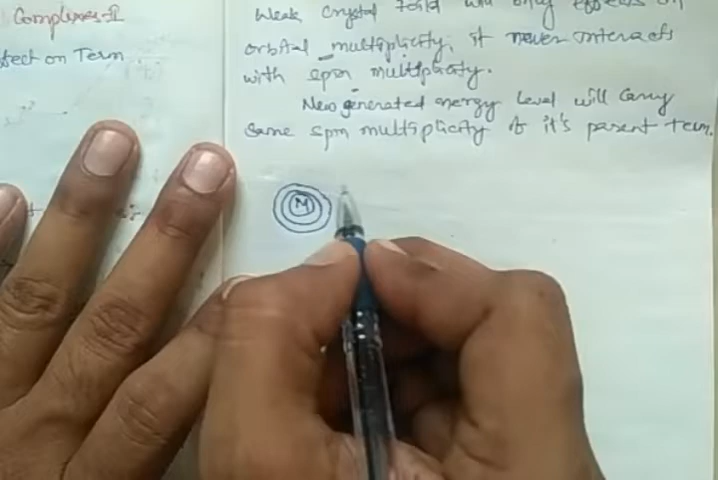 Complexes-II
fect on Term
Weak Crystal field will only effects on
orbital multiplicity, it never interacts
with spin multiplicity.
New generated energy level will carry
same spin multiplicity of it's parent term.
M